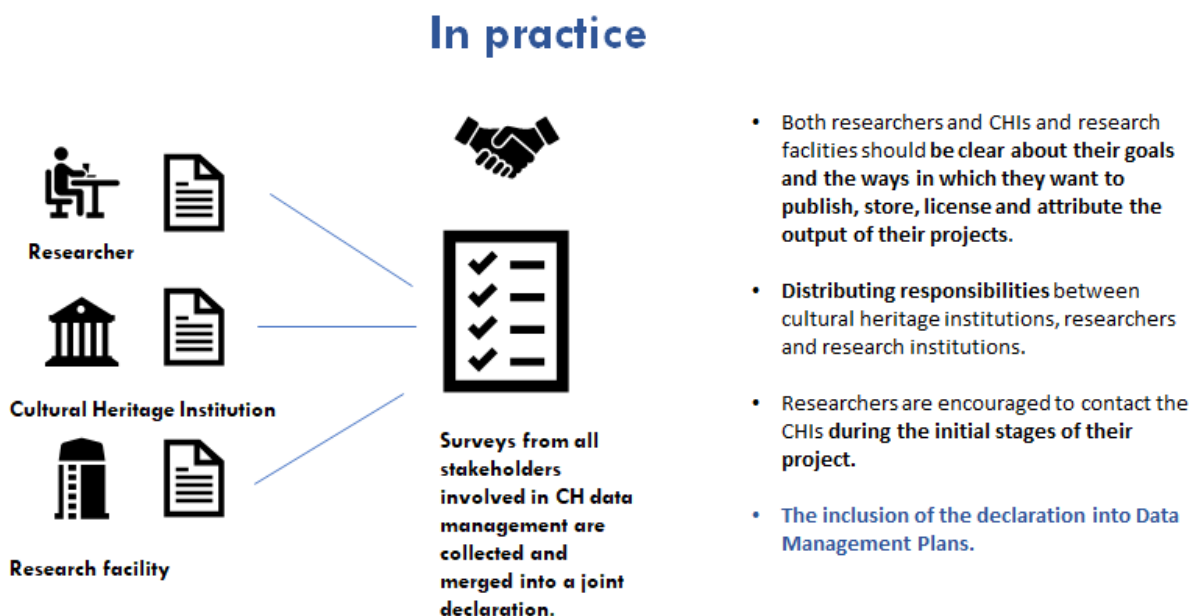 In practice
Researcher
Cultural Heritage Institution
Research facility
Surveys from all
stakeholders
involved in CH data
management are
collected and
merged into a joint
declaration.
• Both researchers and CHIs and research
faclities should be clear about their goals
and the ways in which they want to
publish, store, license and attribute the
output of their projects.
• Distributing responsibilities between
cultural heritage institutions, researchers
and research institutions.
• Researchers are encouraged to contact the
CHIs during the initial stages of their
project.
• The inclusion of the declaration into Data
Management Plans.